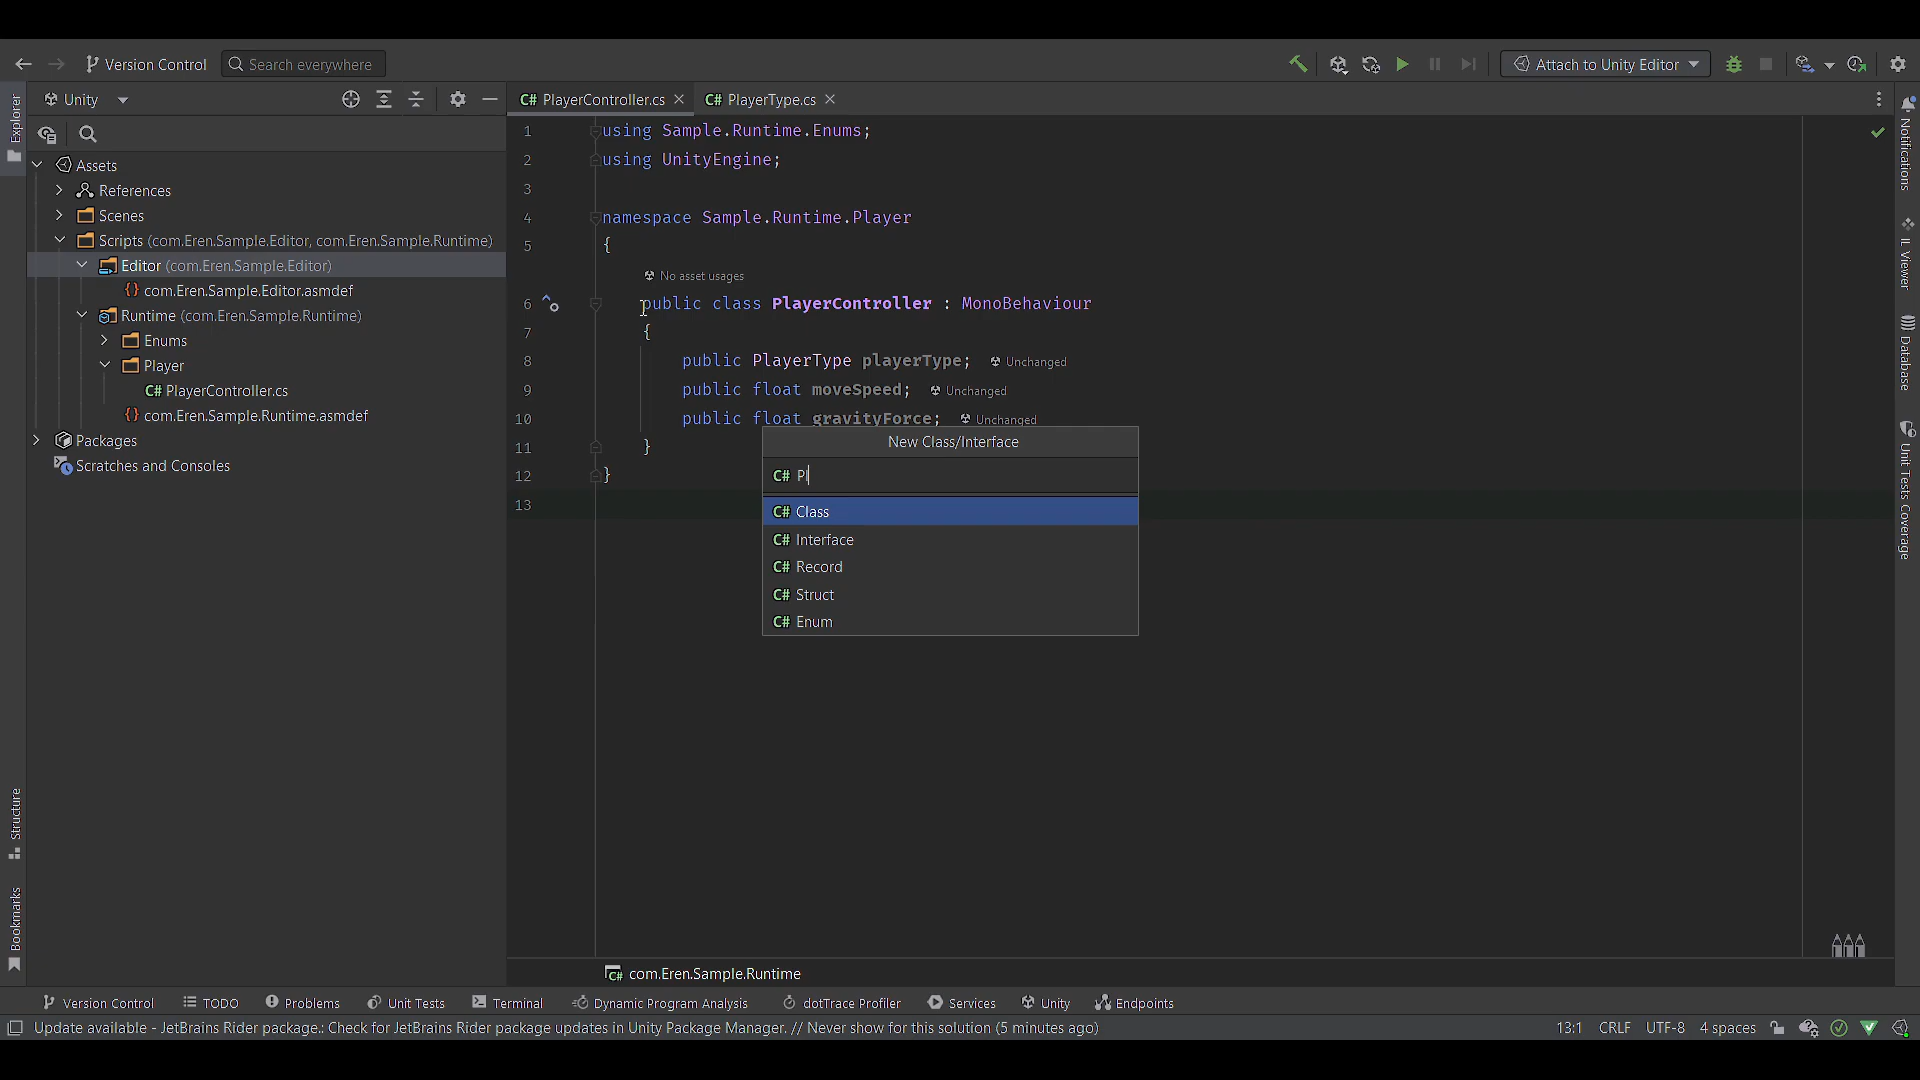 Version Control
Search everywhere
Attach to Unity Editor
Unity
C# PlayerController.cs
C# PlayerType.cs
Explorer
Structure
Bookmarks
Assets
References
Scenes
Scripts (com.Eren.Sample.Editor, com.Eren.Sample.Runtime)
Editor (com.Eren.Sample.Editor)
{} com.Eren.Sample.Editor.asmdef
Runtime (com.Eren.Sample.Runtime)
Enums
Player
C# PlayerController.cs
{} com.Eren.Sample.Runtime.asmdef
Packages
Scratches and Consoles
1 using Sample.Runtime.Enums;
2 using UnityEngine;
3
4 namespace Sample.Runtime.Player
5 {
No asset usages
6 public class PlayerController : MonoBehaviour
7 {
8 public PlayerType playerType; Unchanged
9 public float moveSpeed; Unchanged
10 public float gravityForce; Unchanged
11 }
12 }
13
New Class/Interface
C# Pl
C# Class
C# Interface
C# Record
C# Struct
C# Enum
Notifications
IL Viewer
Database
Unit Tests Coverage
C# com.Eren.Sample.Runtime
Version Control
TODO
Problems
Unit Tests
Terminal
Dynamic Program Analysis
dotTrace Profiler
Services
Unity
Endpoints
Update available - JetBrains Rider package.: Check for JetBrains Rider package updates in Unity Package Manager. // Never show for this solution (5 minutes ago)
13:1 CRLF UTF-8 4 spaces